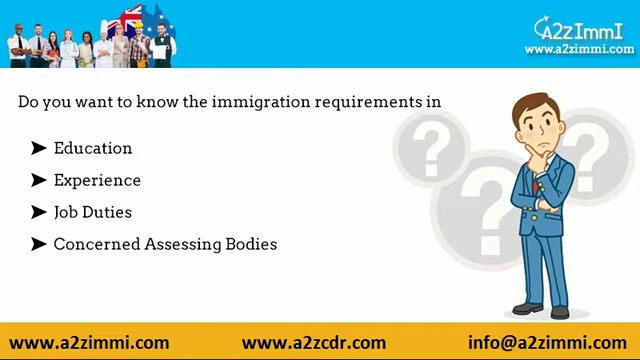 A2ZImmI
www.a2zimmi.com
Do you want to know the immigration requirements in
Education
Experience
Job Duties
Concerned Assessing Bodies
www.a2zimmi.com
www.a2zcdr.com
info@a2zimmi.com